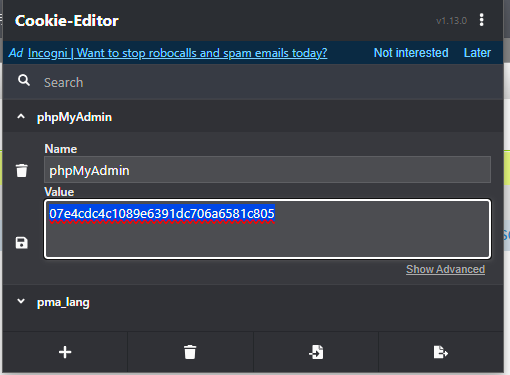 Cookie-Editor
v1.13.0
Ad Incogni | Want to stop robocalls and spam emails today? Not interested Later
Search
phpMyAdmin
Name
phpMyAdmin
Value
07e4cdc4c1089e6391dc706a6581c805
Show Advanced
pma_lang